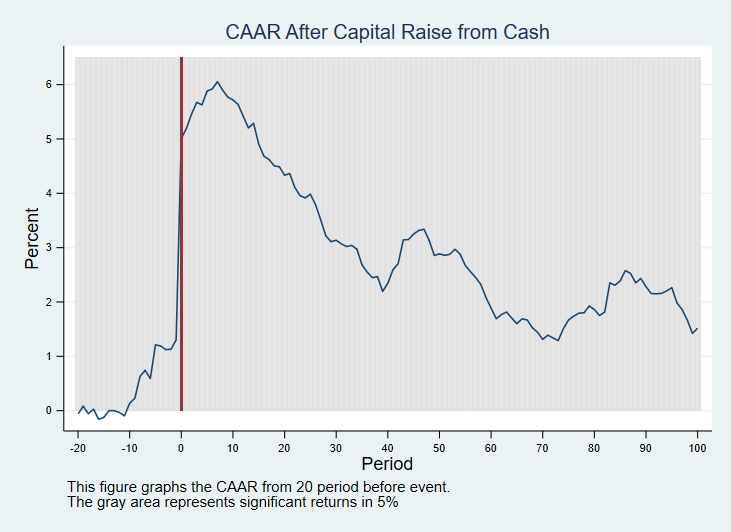 CAAR After Capital Raise from Cash
Percent
6
5
4
3
2
1
0
-20 -10 0 10 20 30 40 50 60 70 80 90 100
Period
This figure graphs the CAAR from 20 period before event.
The gray area represents significant returns in 5%